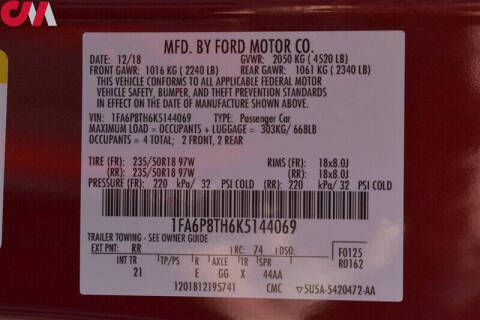 CM
MFD. BY FORD MOTOR CO.
DATE: 12/18 GVWR: 2050 KG ( 4520 LB)
FRONT GAWR: 1016 KG ( 2240 LB) REAR GAWR: 1061 KG ( 2340 LB)
THIS VEHICLE CONFORMS TO ALL APPLICABLE FEDERAL MOTOR
VEHICLE SAFETY, BUMPER, AND THEFT PREVENTION STANDARDS
IN EFFECT ON THE DATE OF MANUFACTURE SHOWN ABOVE.
VIN: 1FA6P8TH6K5144069 TYPE: Passenger Car
MAXIMUM LOAD = OCCUPANTS + LUGGAGE = 303KG/ 668LB
OCCUPANTS = 4 TOTAL; 2 FRONT, 2 REAR
TIRE (FR): 235/50R18 97W RIMS (FR): 18x8.0J
(RR): 235/50R18 97W (RR): 18x8.0J
PRESSURE (FR): 220 kPa/ 32 PSI COLD (RR): 220 kPa/ 32 PSI COLD
1FA6P8TH6K5144069
TRAILER TOWING - SEE OWNER GUIDE
EXT PNT: RR RC: 74 DSO: F0125
INT TR TP/PS R AXLE TR SPR R0162
21 E GG X 44AA
1201812195741 CMC 5U5A-5420472-AA